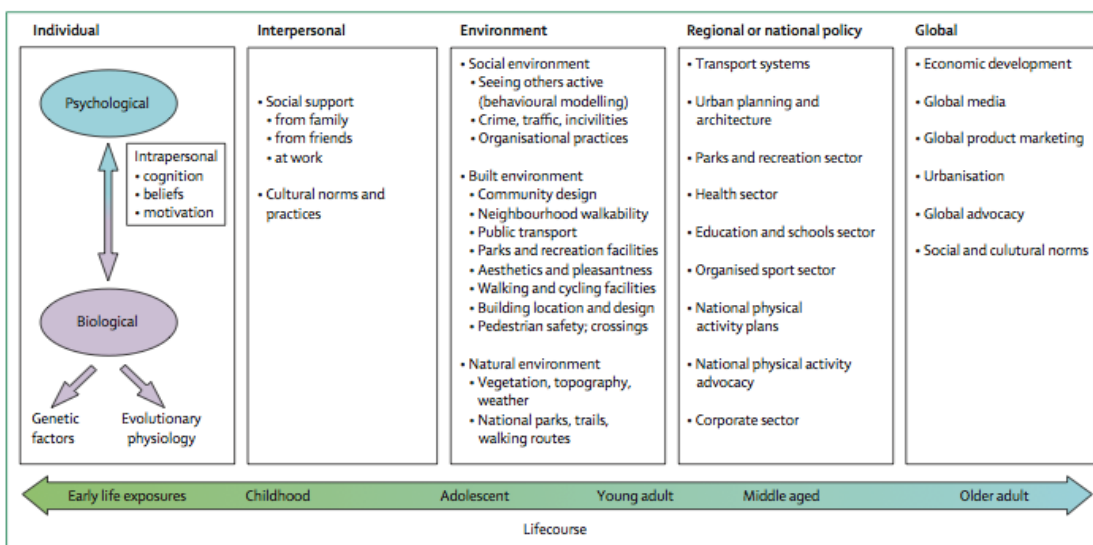 Individual
Psychological
Intrapersonal
• cognition
• beliefs
• motivation
Biological
Genetic
factors
Evolutionary
physiology
Interpersonal
• Social support
• from family
• from friends
• at work
• Cultural norms and
practices
Environment
• Social environment
• Seeing others active
(behavioural modelling)
• Crime, traffic, incivilities
• Organisational practices
• Built environment
• Community design
• Neighbourhood walkability
• Public transport
• Parks and recreation facilities
• Aesthetics and pleasantness
• Walking and cycling facilities
• Building location and design
• Pedestrian safety; crossings
• Natural environment
• Vegetation, topography,
weather
• National parks, trails,
walking routes
Regional or national policy
• Transport systems
• Urban planning and
architecture
• Parks and recreation sector
• Health sector
• Education and schools sector
• Organised sport sector
• National physical
activity plans
• National physical activity
advocacy
• Corporate sector
Global
• Economic development
• Global media
• Global product marketing
• Urbanisation
• Global advocacy
• Social and culutural norms
Early life exposures
Childhood
Adolescent
Young adult
Middle aged
Older adult
Lifecourse